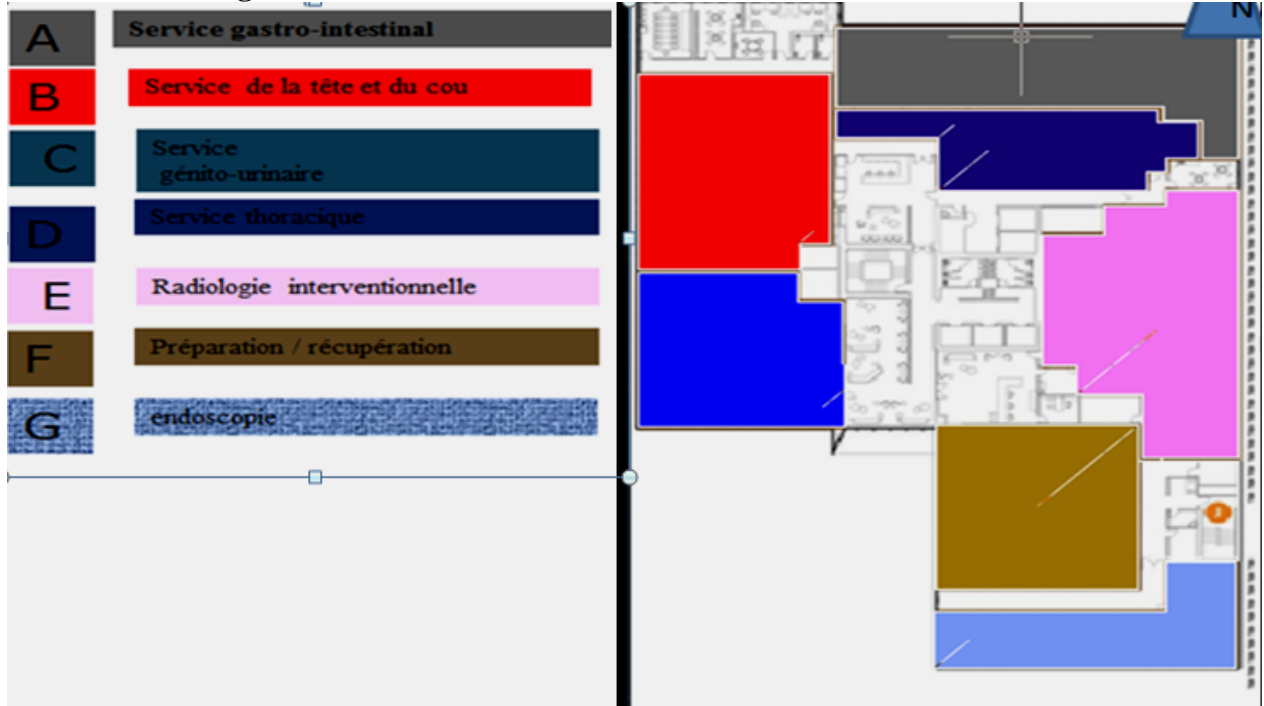 A Service gastro-intestinal
B Service de la tête et du cou
C Service
génito-urinaire
D Service thoracique
E Radiologie interventionnelle
F Préparation / récupération
G endoscopie
N